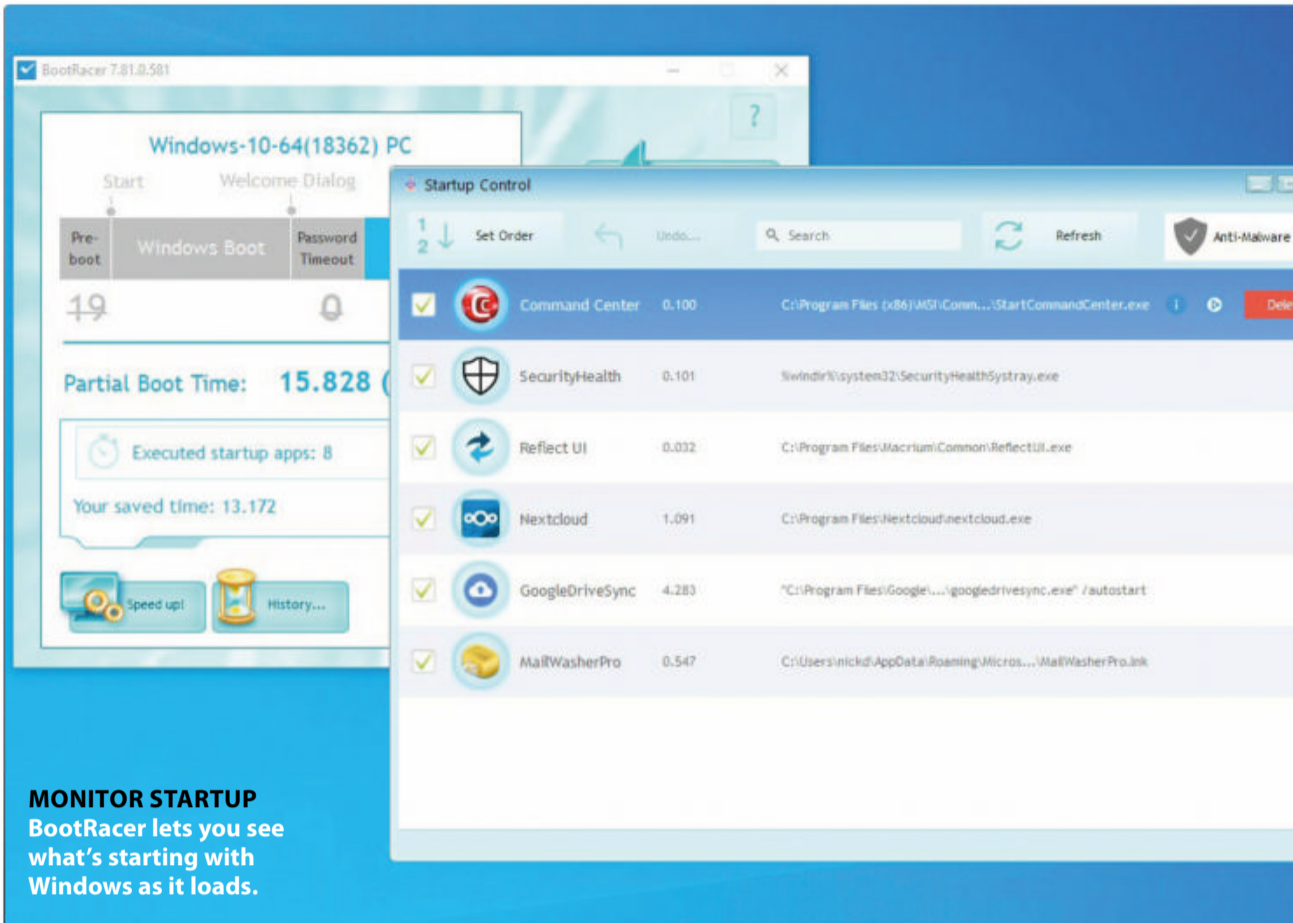 BootRacer 7.81.0.581
?
Windows-10-64(18362) PC
Start Welcome Dialog
Pre-boot
Windows Boot
Password Timeout
19 0
Partial Boot Time: 15.828 (
Executed startup apps: 8
Your saved time: 13.172
Speed up!
History...
Startup Control
1 2 Set Order
Undo...
Search
Refresh
Anti-Malware
Command Center 0.100 C:\Program Files (x86)\MSI\Comm...\StartCommandCenter.exe
SecurityHealth 0.101 %windir%\system32\SecurityHealthSystray.exe
Reflect UI 0.032 C:\Program Files\Macrium\Common\ReflectUI.exe
Nextcloud 1.091 C:\Program Files\Nextcloud\nextcloud.exe
GoogleDriveSync 4.283 "C:\Program Files\Google\...\googledrivesync.exe" /autostart
MailWasherPro 0.547 C:\Users\nickd\AppData\Roaming\Micros...\MailWasherPro.lnk
MONITOR STARTUP
BootRacer lets you see
what's starting with
Windows as it loads.